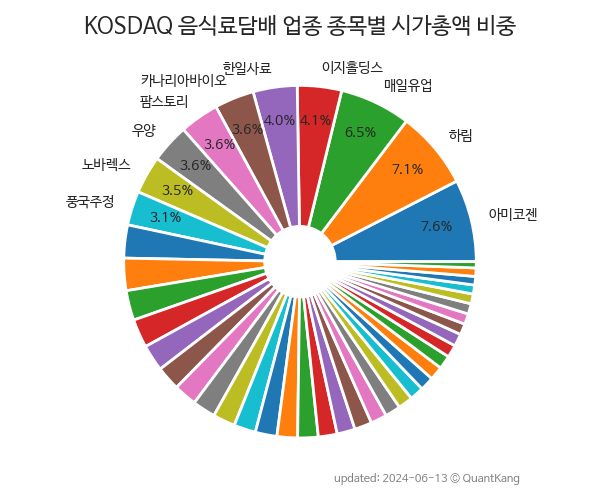 KOSDAQ 음식료담배 업종 종목별 시가총액 비중
아미코젠
7.6%
하림
7.1%
매일유업
6.5%
이지홀딩스
4.1%
한일사료
4.0%
카나리아바이오
3.6%
팜스토리
3.6%
우양
3.6%
노바렉스
3.5%
풍국주정
3.1%
updated: 2024-06-13 © QuantKang